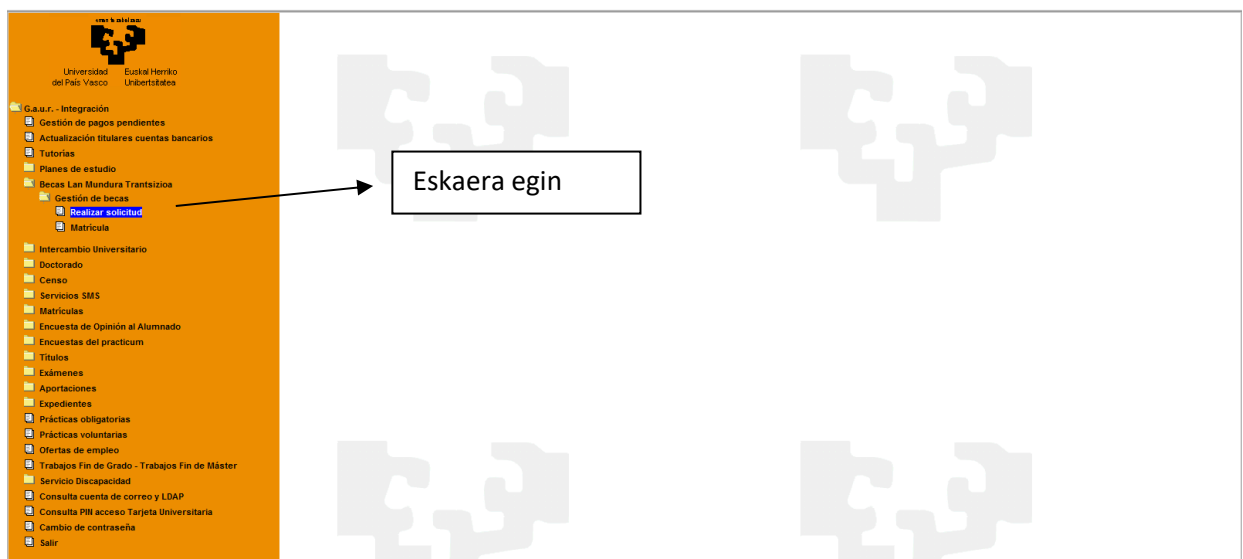 eman ta zabal zazu
Universidad
del País Vasco
Euskal Herriko
Unibertsitatea
G.a.u.r. - Integración
Gestión de pagos pendientes
Actualización titulares cuentas bancarios
Tutorías
Planes de estudio
Becas Lan Mundura Trantsizioa
Gestión de becas
Realizar solicitud
Matrícula
Eskaera egin
Intercambio Universitario
Doctorado
Censo
Servicios SMS
Matrículas
Encuesta de Opinión al Alumnado
Encuestas del practicum
Títulos
Exámenes
Aportaciones
Expedientes
Prácticas obligatorias
Prácticas voluntarias
Ofertas de empleo
Trabajos Fin de Grado - Trabajos Fin de Máster
Servicio Discapacidad
Consulta cuenta de correo y LDAP
Consulta PIN acceso Tarjeta Universitaria
Cambio de contraseña
Salir